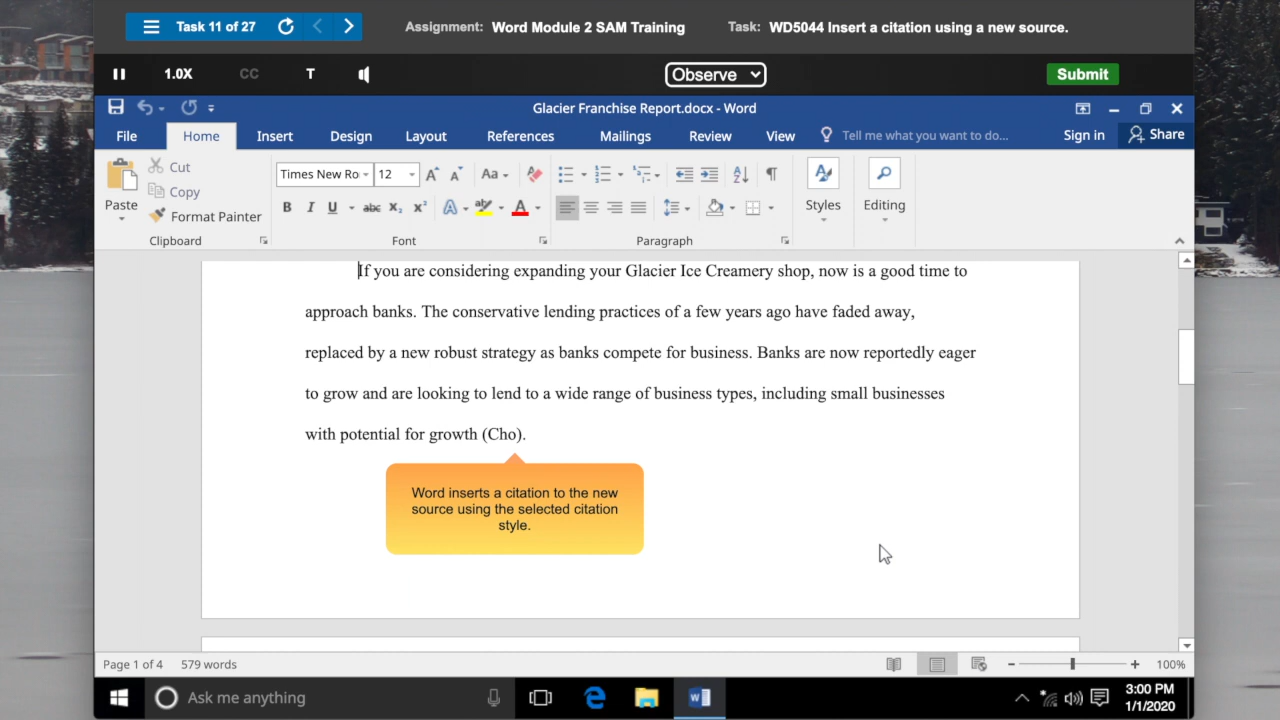 Task 11 of 27
Assignment: Word Module 2 SAM Training
Task: WD5044 Insert a citation using a new source.
1.0X
CC
T
Observe
Submit
Glacier Franchise Report.docx - Word
File
Home
Insert
Design
Layout
References
Mailings
Review
View
Tell me what you want to do...
Sign in
Share
Paste
Cut
Copy
Format Painter
Clipboard
Times New Ro
12
Aa
B I U abc X₂ X²
A
Font
Paragraph
Styles
Editing
If you are considering expanding your Glacier Ice Creamery shop, now is a good time to
approach banks. The conservative lending practices of a few years ago have faded away,
replaced by a new robust strategy as banks compete for business. Banks are now reportedly eager
to grow and are looking to lend to a wide range of business types, including small businesses
with potential for growth (Cho).
Word inserts a citation to the new
source using the selected citation
style.
Page 1 of 4
579 words
100%
Ask me anything
3:00 PM
1/1/2020